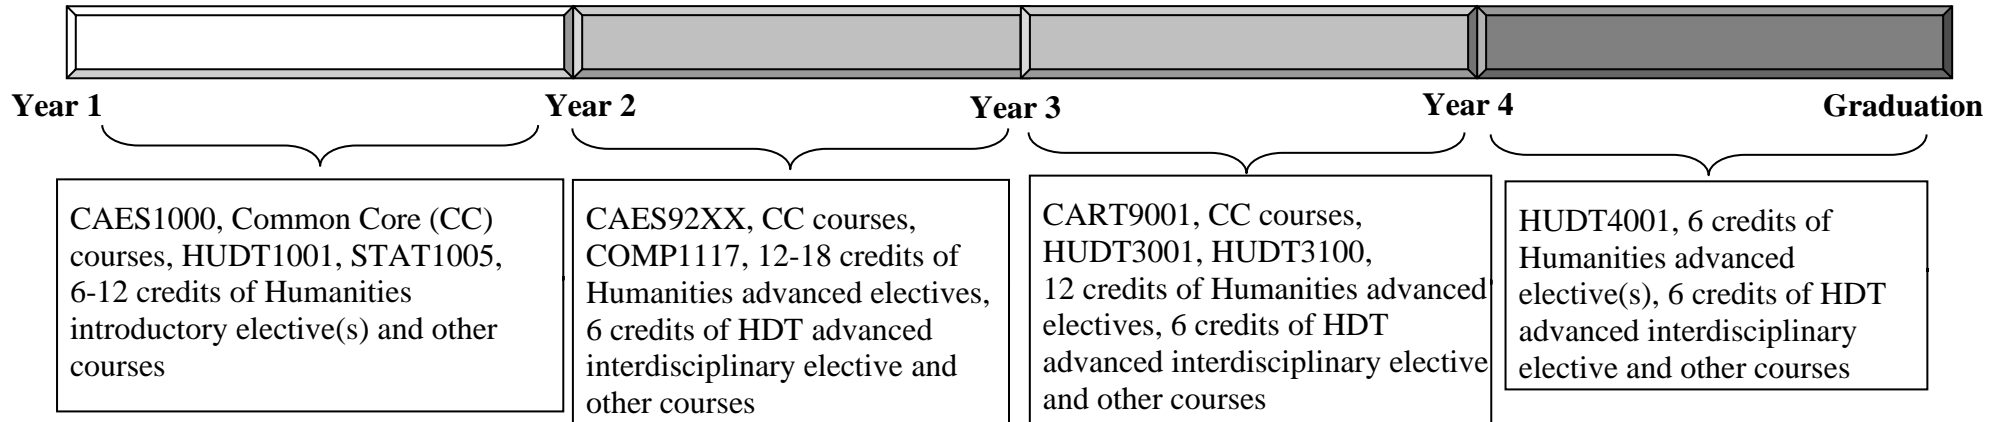 Year 1
Year 2
Year 3
Year 4
Graduation
CAES1000, Common Core (CC)
courses, HUDT1001, STAT1005,
6-12 credits of Humanities
introductory elective(s) and other
courses
CAES92XX, CC courses,
COMP1117, 12-18 credits of
Humanities advanced electives,
6 credits of HDT advanced
interdisciplinary elective and
other courses
CART9001, CC courses,
HUDT3001, HUDT3100,
12 credits of Humanities advanced
electives, 6 credits of HDT
advanced interdisciplinary elective
and other courses
HUDT4001, 6 credits of
Humanities advanced
elective(s), 6 credits of HDT
advanced interdisciplinary
elective and other courses